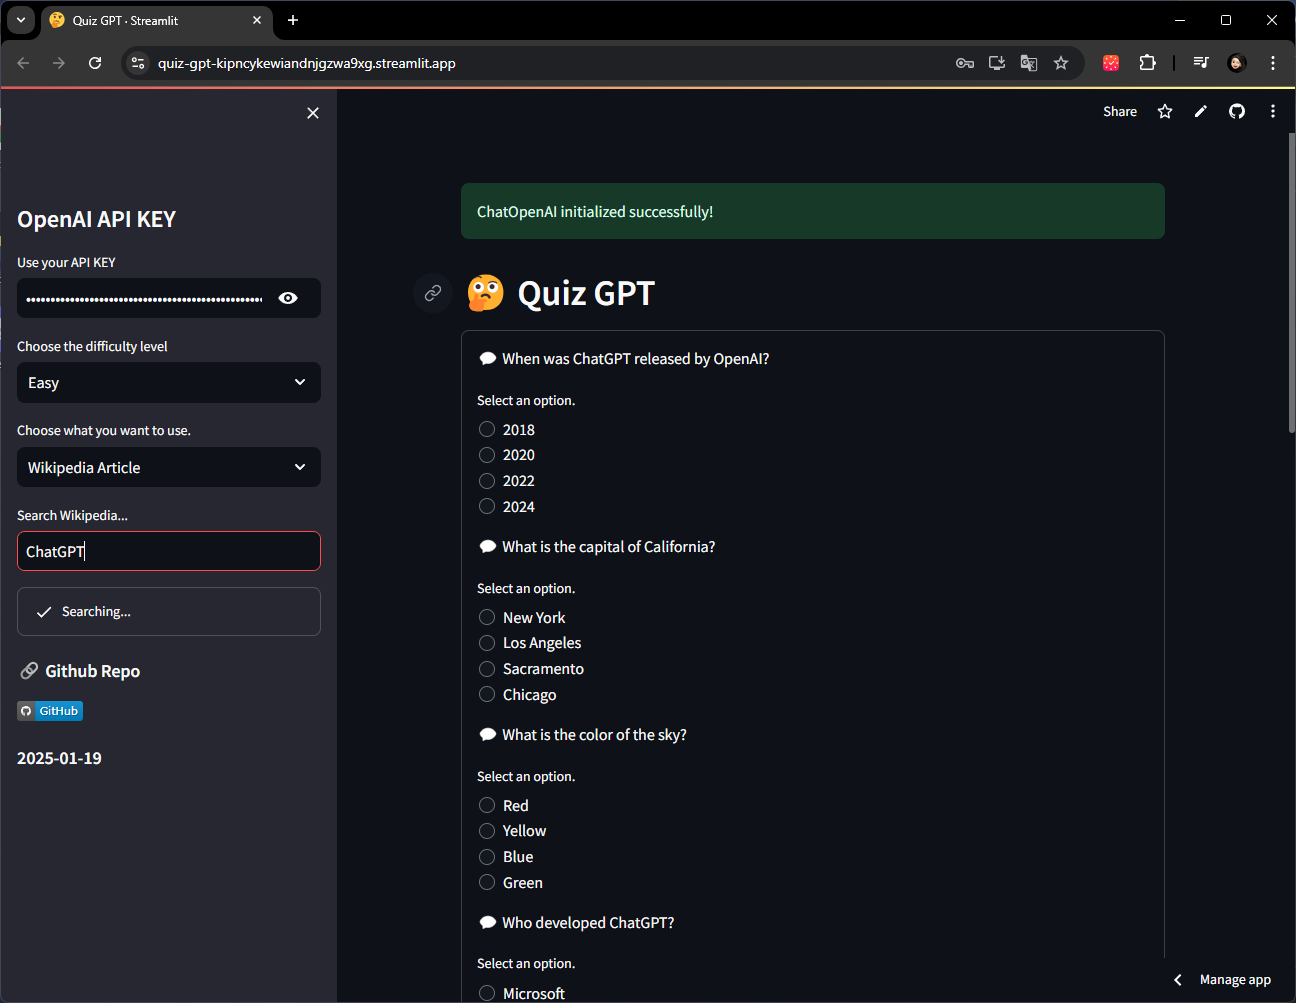 Quiz GPT · Streamlit
quiz-gpt-kipncykewiandnjgzwa9xg.streamlit.app
Share
OpenAI API KEY
Use your API KEY
Choose the difficulty level
Easy
Choose what you want to use.
Wikipedia Article
Search Wikipedia...
ChatGPT
Searching...
Github Repo
GitHub
2025-01-19
ChatOpenAI initialized successfully!
Quiz GPT
When was ChatGPT released by OpenAI?
Select an option.
2018
2020
2022
2024
What is the capital of California?
Select an option.
New York
Los Angeles
Sacramento
Chicago
What is the color of the sky?
Select an option.
Red
Yellow
Blue
Green
Who developed ChatGPT?
Select an option.
Microsoft
Manage app